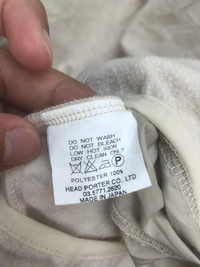 DO NOT WASH
DO NOT BLEACH
LOW HOT IRON
DRY CLEAN ONLY
P
POLYESTER 100%
HEAD PORTER CO., LTD
03.5771.2620
MADE IN JAPAN